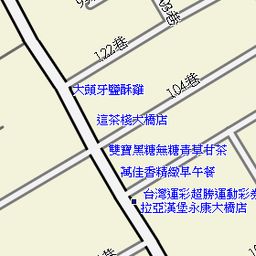 122巷
大頭牙鹽酥雞
104巷
這茶棧大橋店
雙寶黑糖無糖青草甘茶
萬佳香精緻早午餐
台灣運彩超勝運動彩券
拉亞漢堡永康大橋店